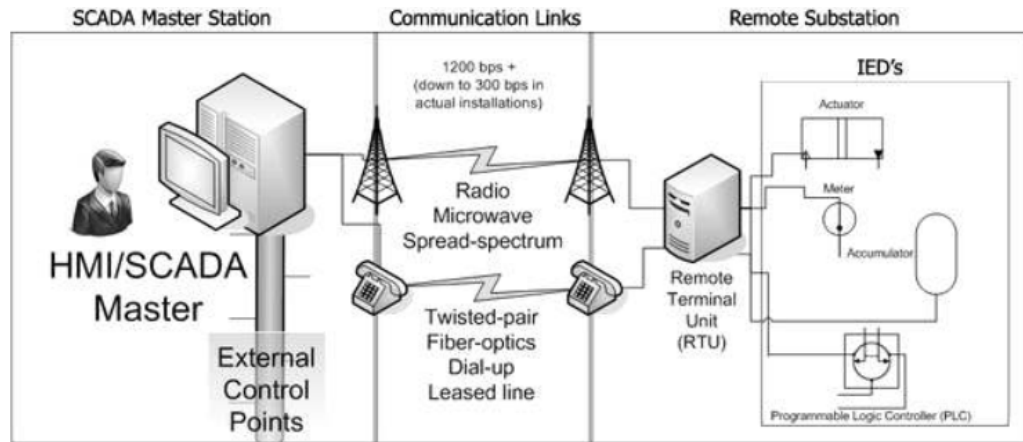 SCADA Master Station
Communication Links
Remote Substation
1200 bps +
(down to 300 bps in
actual installations)
IED's
Actuator
Meter
Accumulator
Radio
Microwave
Spread-spectrum
HMI/SCADA
Master
Remote
Terminal
Unit
(RTU)
Twisted-pair
Fiber-optics
Dial-up
Leased line
External
Control
Points
Programmable Logic Controller (PLC)